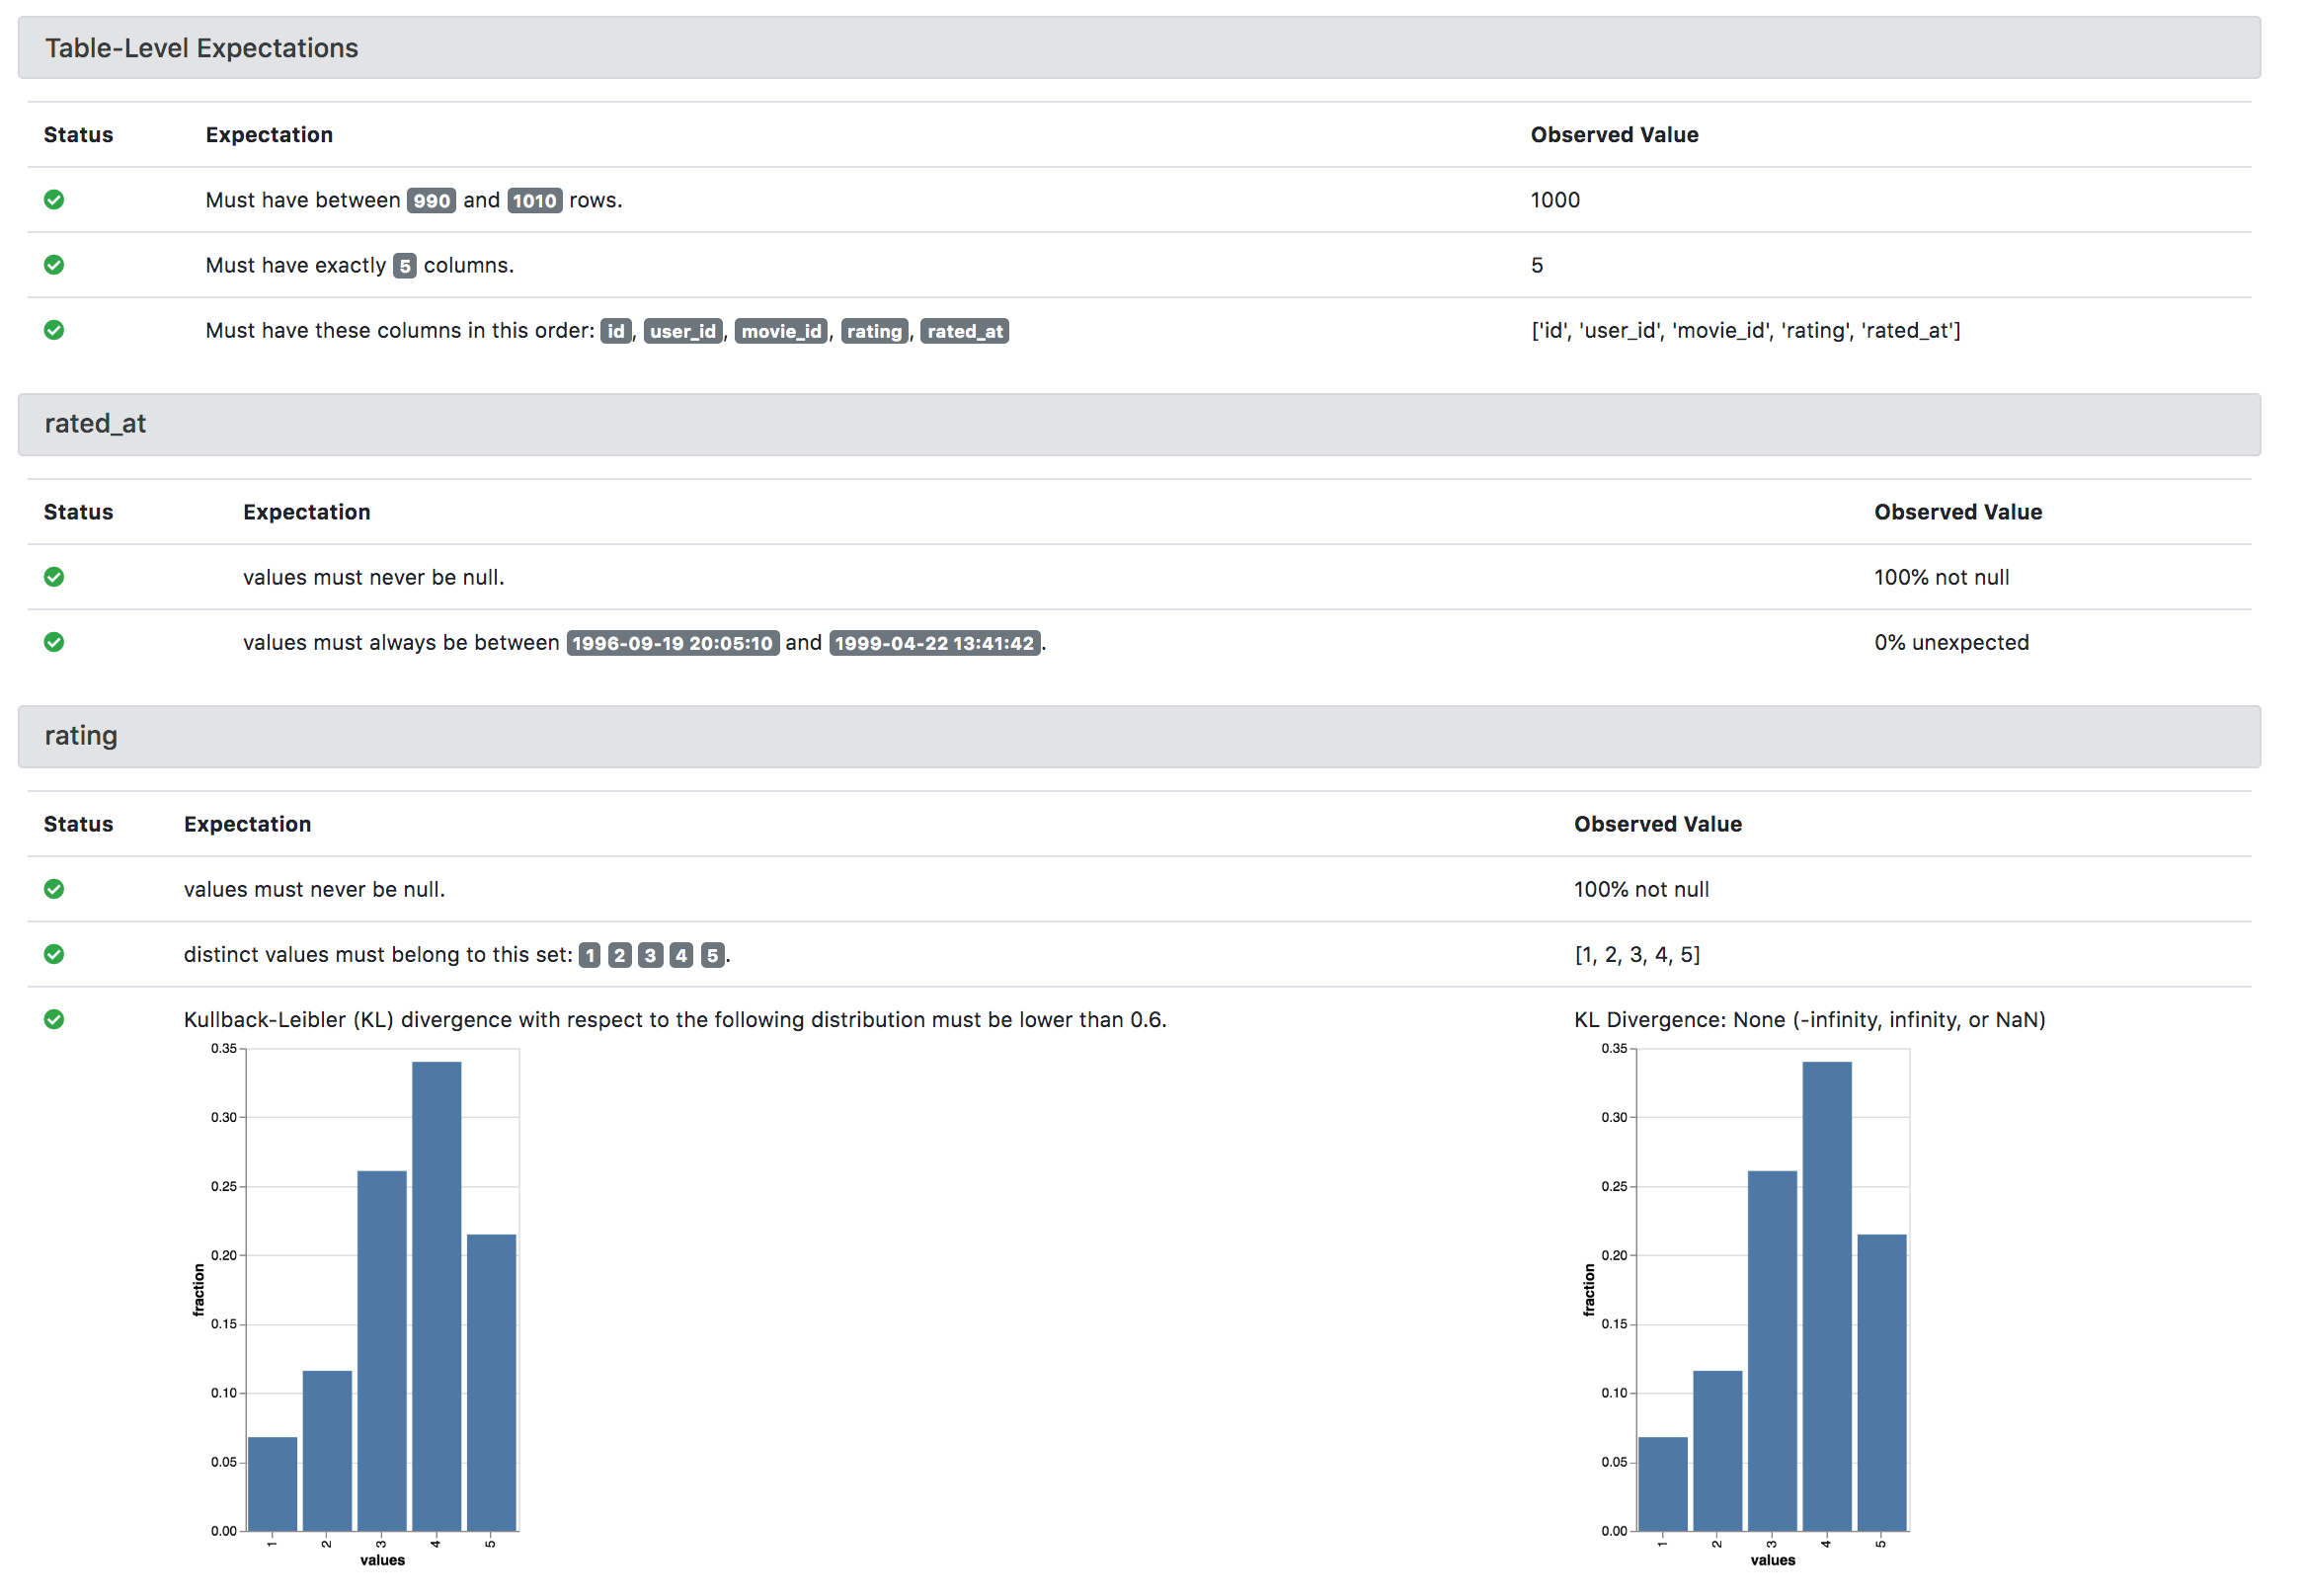 Table-Level Expectations
Status Expectation Observed Value
Must have between 990 and 1010 rows. 1000
Must have exactly 5 columns. 5
Must have these columns in this order: id, user_id, movie_id, rating, rated_at ['id', 'user_id', 'movie_id', 'rating', 'rated_at']
rated_at
Status Expectation Observed Value
values must never be null. 100% not null
values must always be between 1996-09-19 20:05:10 and 1999-04-22 13:41:42. 0% unexpected
rating
Status Expectation Observed Value
values must never be null. 100% not null
distinct values must belong to this set: 1 2 3 4 5. [1, 2, 3, 4, 5]
Kullback-Leibler (KL) divergence with respect to the following distribution must be lower than 0.6. KL Divergence: None (-infinity, infinity, or NaN)
0.35
0.30
0.25
0.20
0.15
0.10
0.05
0.00
fraction
1 2 3 4 5
values
0.35
0.30
0.25
0.20
0.15
0.10
0.05
0.00
fraction
1 2 3 4 5
values